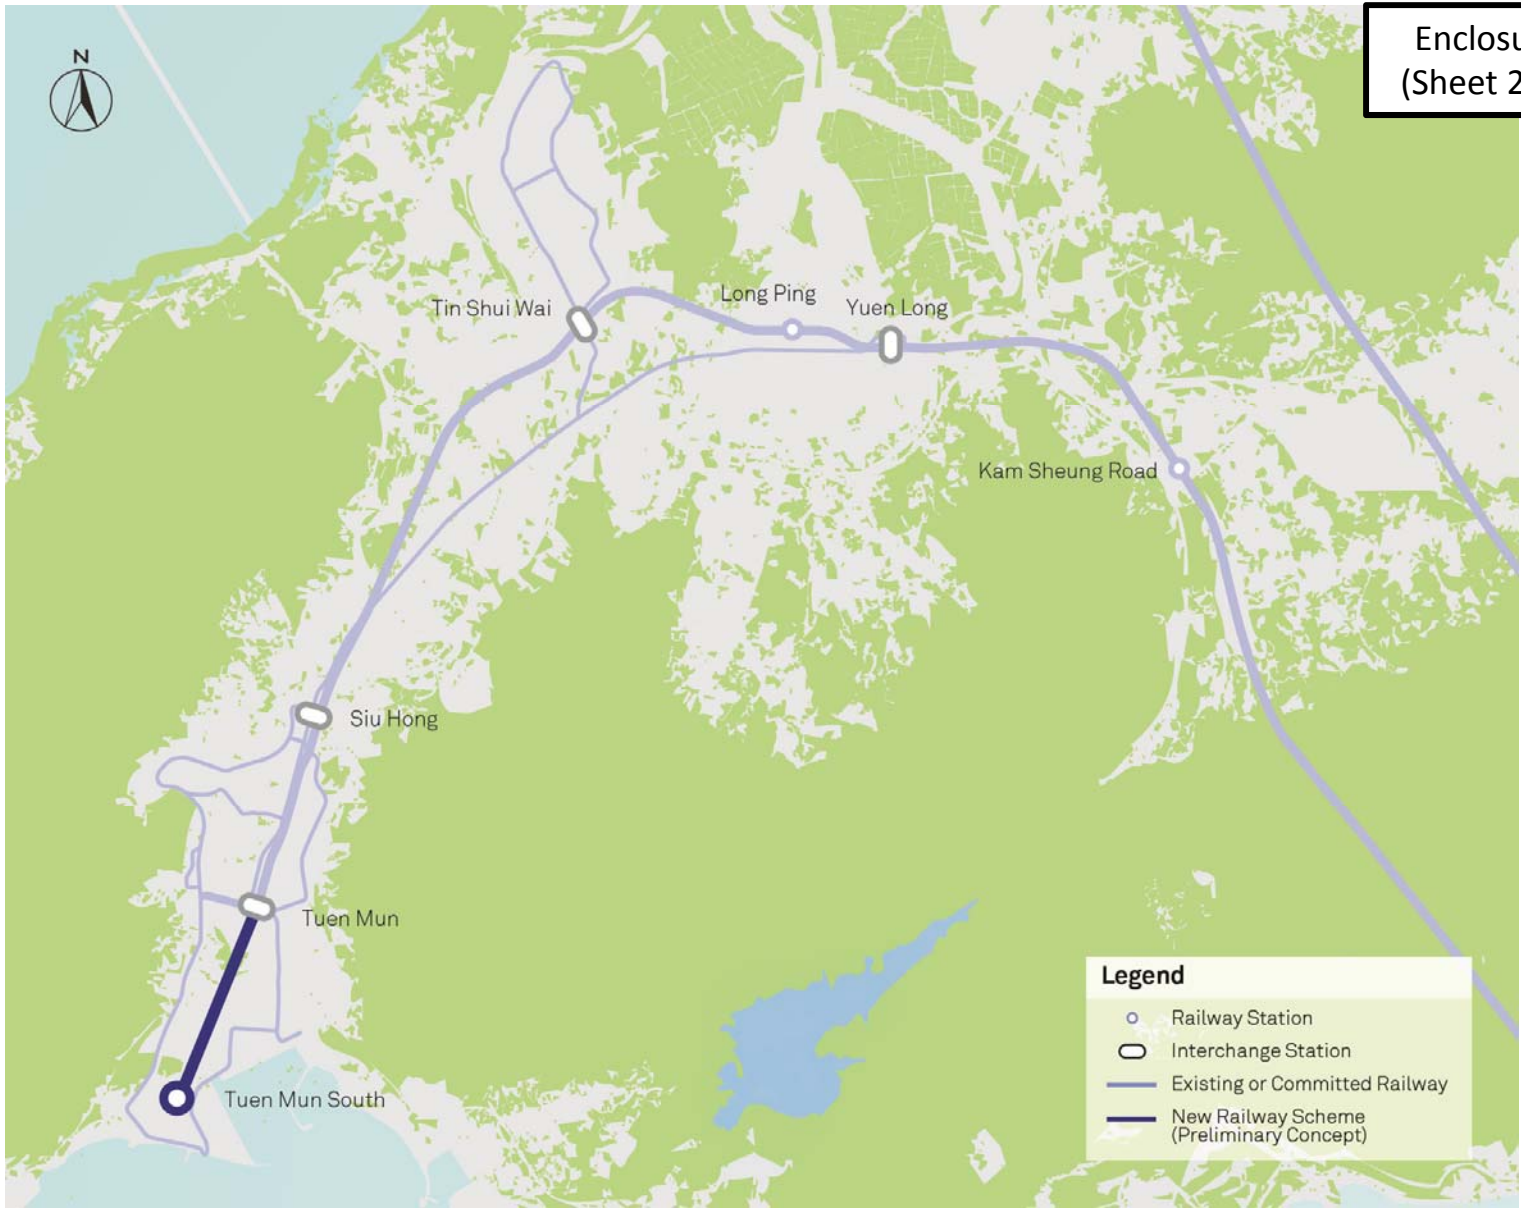 N
Enclosu
(Sheet 2
Long Ping
Tin Shui Wai
Yuen Long
Kam Sheung Road
Siu Hong
Tuen Mun
Tuen Mun South
Legend
Railway Station
Interchange Station
Existing or Committed Railway
New Railway Scheme
(Preliminary Concept)